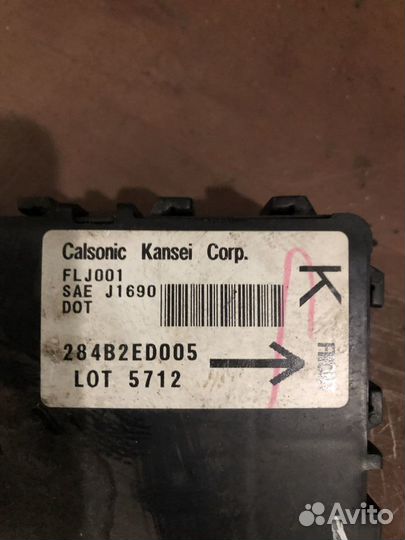 Calsonic Kansei Corp.
FLJ001
SAE J1690
DOT
284B2ED005
LOT 5712
K
Avito